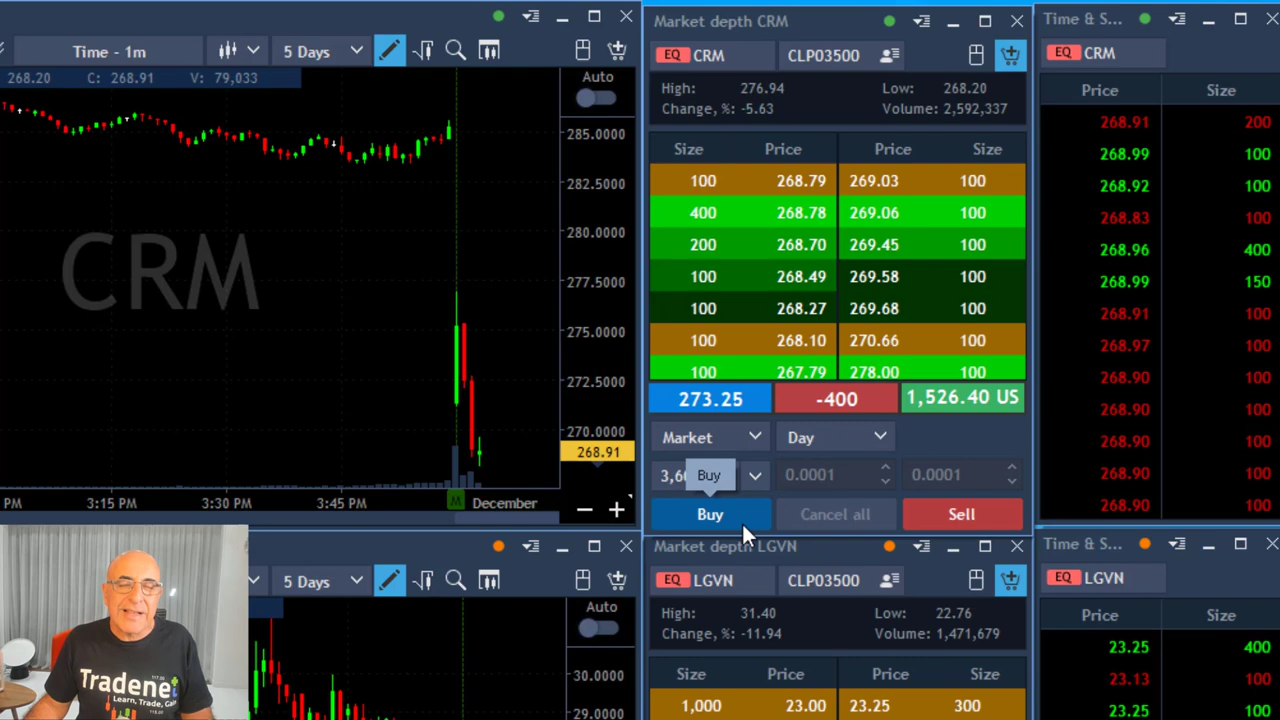 Market depth CRM
Time & S...
Time - 1m
5 Days
EQ CRM
CLP03500
EQ CRM
268.20 C: 268.91 V: 79,033
Auto
High: 276.94 Low: 268.20
Change, %: -5.63 Volume: 2,592,337
Price Size
268.91 200
285.0000
Size Price Price Size
268.99 100
100 268.79 269.03 100
282.5000
268.92 100
400 268.78 269.06 100
268.83 100
280.0000
200 268.70 269.45 100
268.96 400
CRM
277.5000
100 268.49 269.58 100
268.99 150
100 268.27 269.68 100
268.91 100
275.0000
100 268.10 270.66 100
268.97 100
100 267.79 278.00 100
268.90 100
272.5000
273.25 -400 1,526.40 US
268.90 100
270.0000
Market Day
268.90 100
268.91
Buy 0.0001 0.0001
268.90 100
PM 3:15 PM 3:30 PM 3:45 PM M December
268.90 100
Buy Cancel all Sell
Market depth LGVN
Time & S...
5 Days
EQ LGVN
CLP03500
EQ LGVN
Auto
High: 31.40 Low: 22.76
Change, %: -11.94 Volume: 1,471,679
Price Size
23.25 400
30.0000
Size Price Price Size
23.13 100
29.0000
1,000 23.00 23.25 300
23.25 100
Tradenet
Learn, Trade, Gain